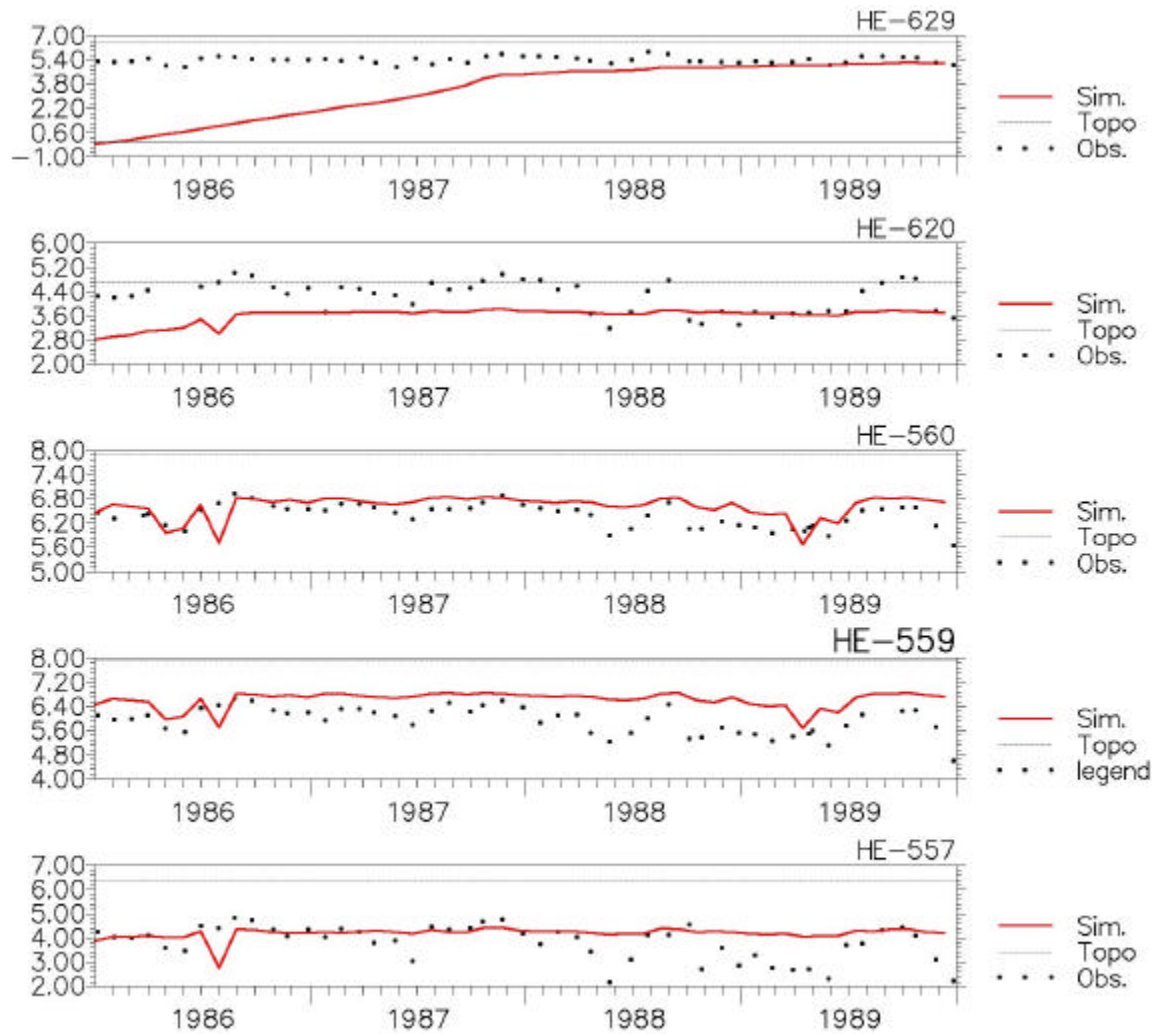 HE-629
7.00
5.40
3.80
2.20
0.60
-1.00
Sim.
Topo
Obs.
1986 1987 1988 1989
HE-620
6.00
5.20
4.40
3.60
2.80
2.00
Sim.
Topo
Obs.
1986 1987 1988 1989
HE-560
8.00
7.40
6.80
6.20
5.60
5.00
Sim.
Topo
Obs.
1986 1987 1988 1989
HE-559
8.00
7.20
6.40
5.60
4.80
4.00
Sim.
Topo
legend
1986 1987 1988 1989
HE-557
7.00
6.00
5.00
4.00
3.00
2.00
Sim.
Topo
Obs.
1986 1987 1988 1989